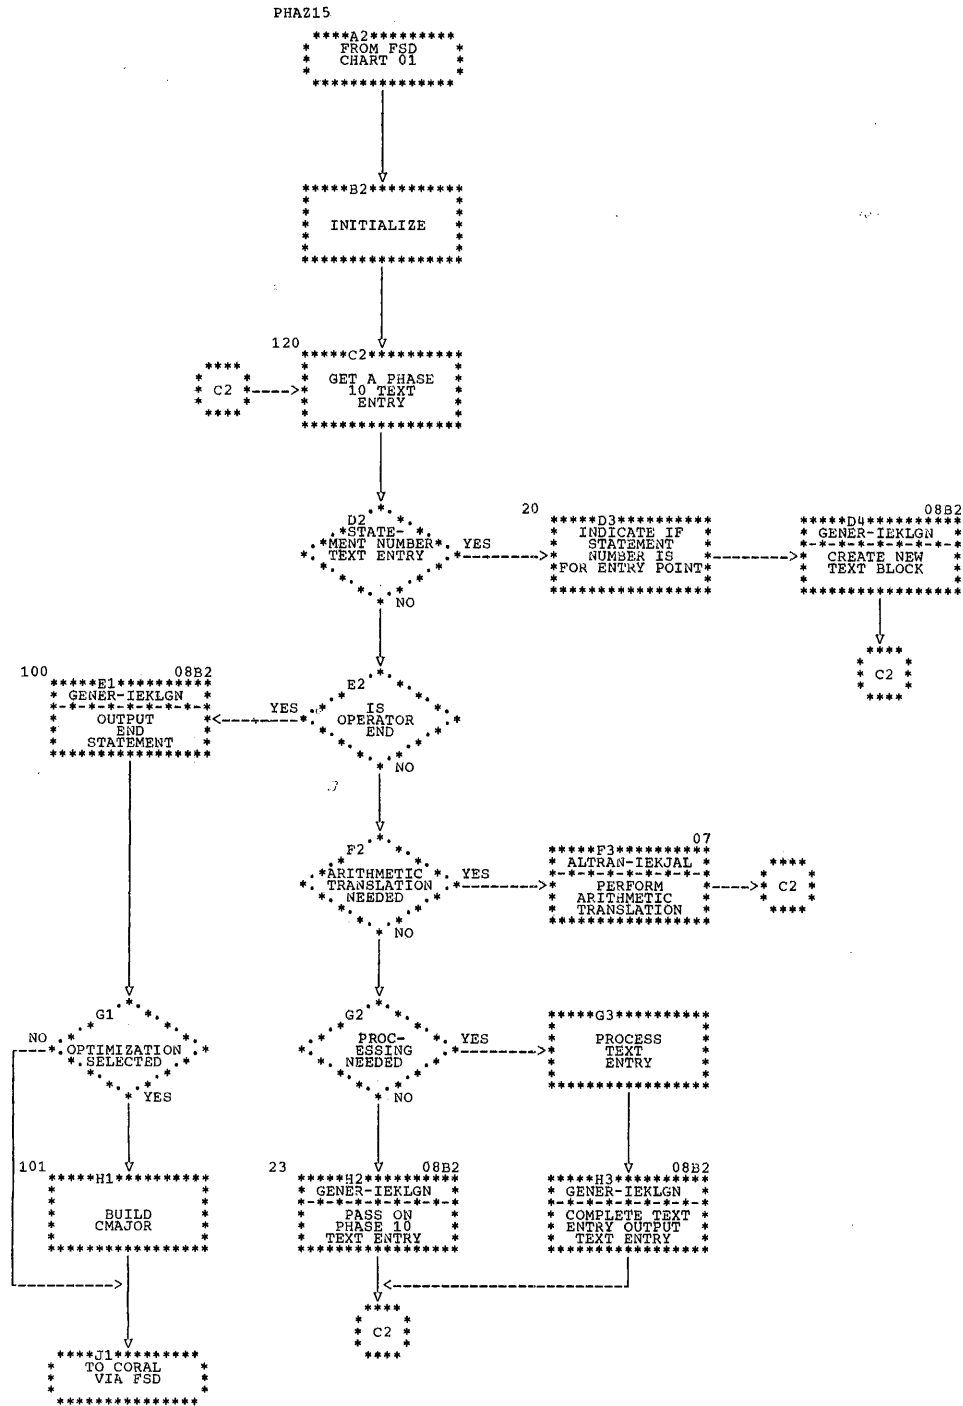 PHAZ15
A2
FROM FSD
CHART 01
B2
INITIALIZE
120
C2
C2
GET A PHASE
10 TEXT
ENTRY
D2
STATE-
MENT NUMBER
TEXT ENTRY
YES
NO
20
D3
INDICATE IF
STATEMENT
NUMBER IS
FOR ENTRY POINT
08B2
D4
GENER-IEKLGN
CREATE NEW
TEXT BLOCK
C2
100
08B2
E1
GENER-IEKLGN
OUTPUT
END
STATEMENT
YES
E2
IS
OPERATOR
END
NO
F2
ARITHMETIC
TRANSLATION
NEEDED
YES
NO
07
F3
ALTRAN-IEKJAL
PERFORM
ARITHMETIC
TRANSLATION
C2
G1
NO
OPTIMIZATION
SELECTED
YES
G2
PROC-
ESSING
NEEDED
YES
NO
G3
PROCESS
TEXT
ENTRY
101
H1
BUILD
CMAJOR
23
08B2
H2
GENER-IEKLGN
PASS ON
PHASE 10
TEXT ENTRY
08B2
H3
GENER-IEKLGN
COMPLETE TEXT
ENTRY OUTPUT
TEXT ENTRY
C2
J1
TO CORAL
VIA FSD